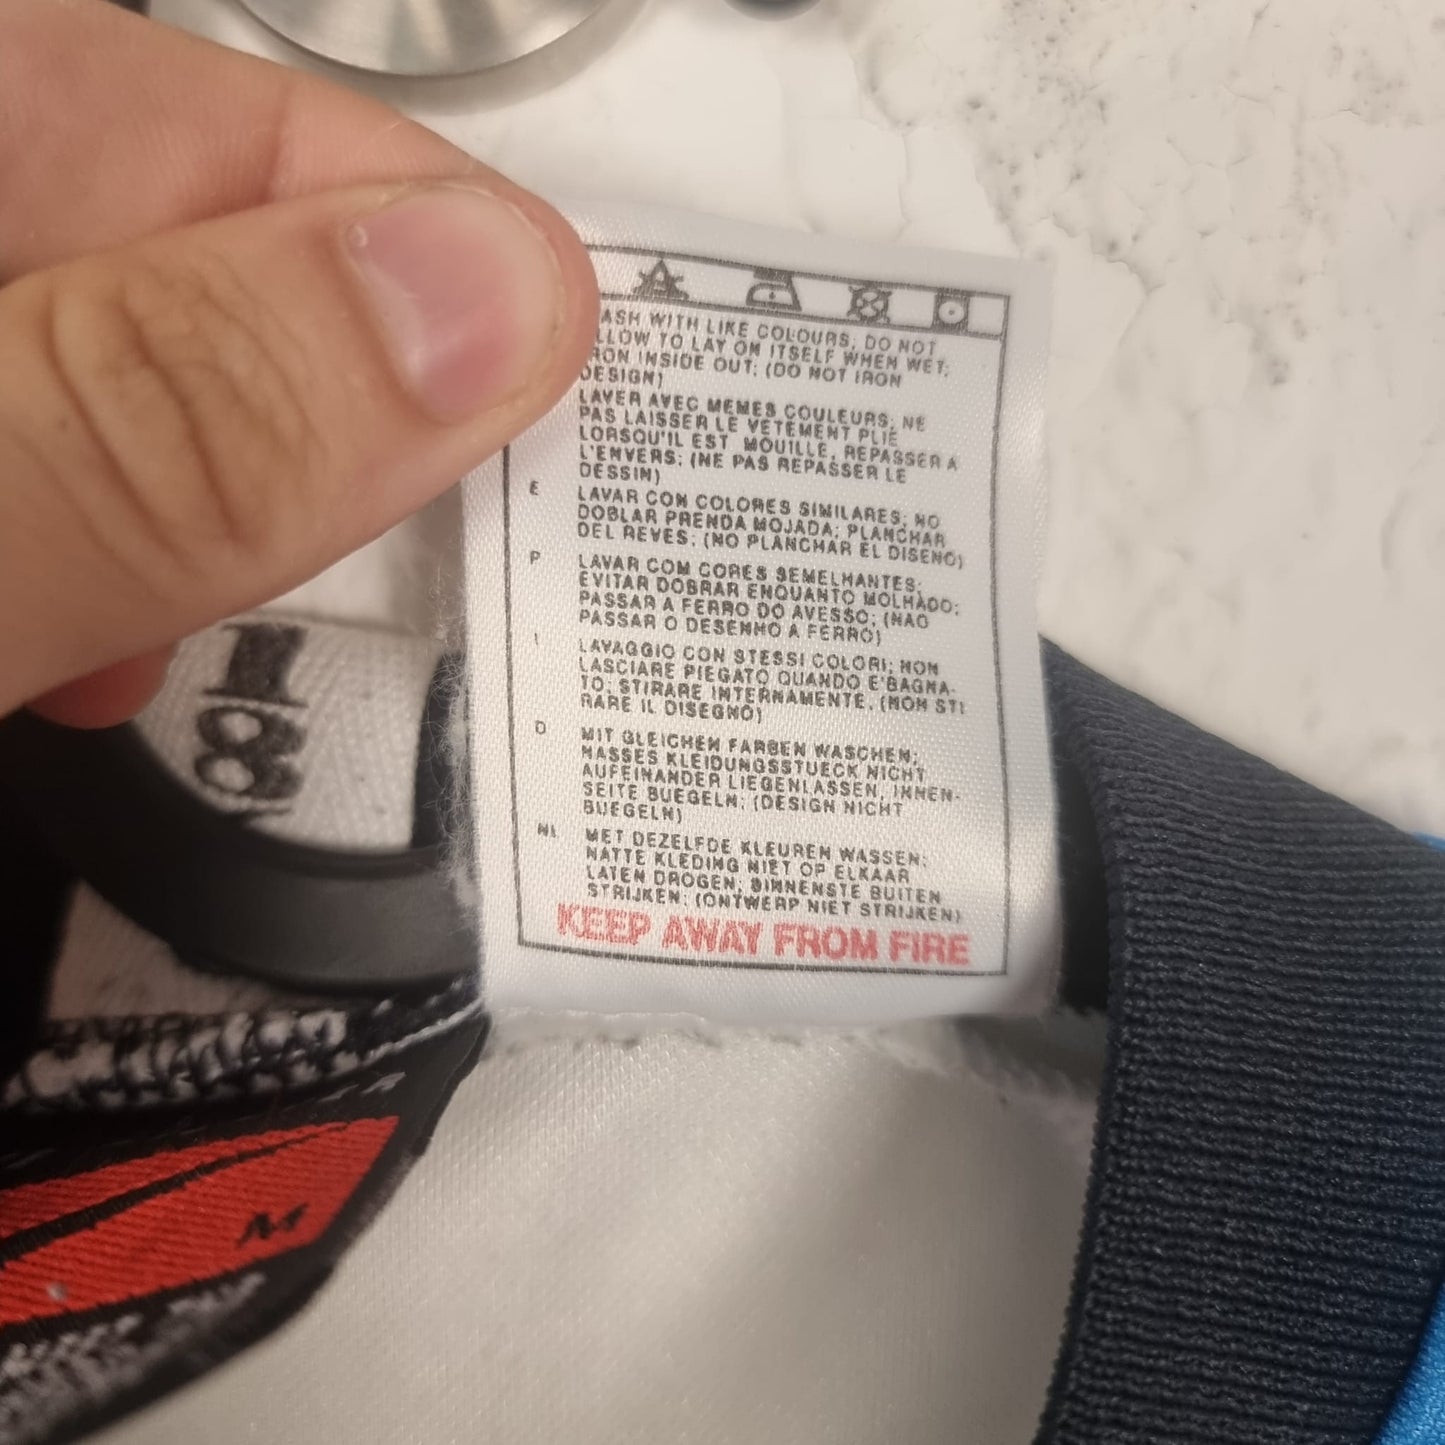 ASH WITH LIKE COLOURS; DO NOT
LLOW TO LAY ON ITSELF WHEN WET;
RON INSIDE OUT; (DO NOT IRON
DESIGN)
LAVER AVEC MEMES COULEURS; NE
PAS LAISSER LE VETEMENT PLIE
LORSQU'IL EST MOUILLE, REPASSER A
L'ENVERS; (NE PAS REPASSER LE
DESSIN)
E LAVAR CON COLORES SIMILARES; NO
DOBLAR PRENDA MOJADA; PLANCHAR
DEL REVES; (NO PLANCHAR EL DISENO)
P LAVAR COM CORES SEMELHANTES;
EVITAR DOBRAR ENQUANTO MOLHADO;
PASSAR A FERRO DO AVESSO; (NAO
PASSAR O DESENHO A FERRO)
I LAVAGGIO CON STESSI COLORI; NON
LASCIARE PIEGATO QUANDO E'BAGNA-
TO; STIRARE INTERNAMENTE. (NON STI
RARE IL DISEGNO)
D MIT GLEICHEN FARBEN WASCHEN;
NASSES KLEIDUNGSSTUECK NICHT
AUFEINANDER LIEGENLASSEN, INNEN-
SEITE BUEGELN; (DESIGN NICHT
BUEGELN)
NL MET DEZELFDE KLEUREN WASSEN;
NATTE KLEDING NIET OP ELKAAR
LATEN DROGEN; BINNENSTE BUITEN
STRIJKEN; (ONTWERP NIET STRIJKEN)
KEEP AWAY FROM FIRE
18